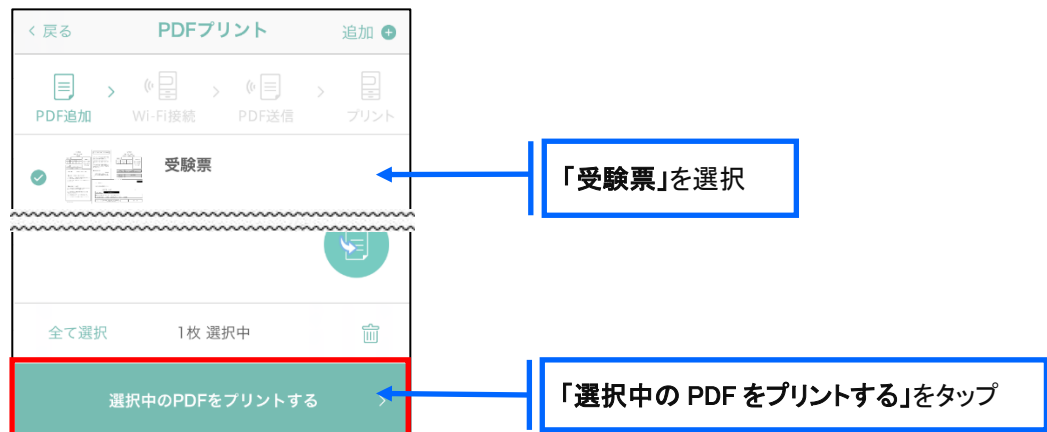 < 戻る PDFプリント 追加
PDF追加 > Wi-Fi接続 > PDF送信 > プリント
受験票
「受験票」を選択
全て選択 1枚 選択中
選択中のPDFをプリントする >
「選択中の PDF をプリントする」をタップ